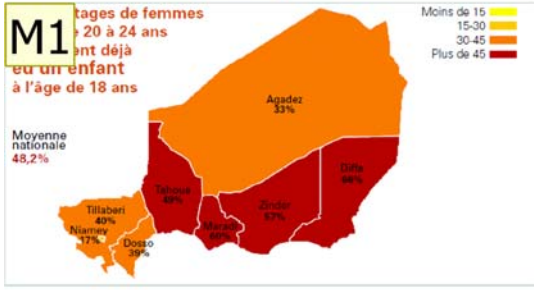 M1
tages de femmes
e 20 à 24 ans
ent déjà
eu un enfant
à l'âge de 18 ans
Moins de 15
15-30
30-45
Plus de 45
Moyenne
nationale
48,2%
Agadez
33%
Diffa
Tahoua
49%
Zinder
57%
Maradi
Tillaberi
40%
Niamey
17%
Dosso
39%